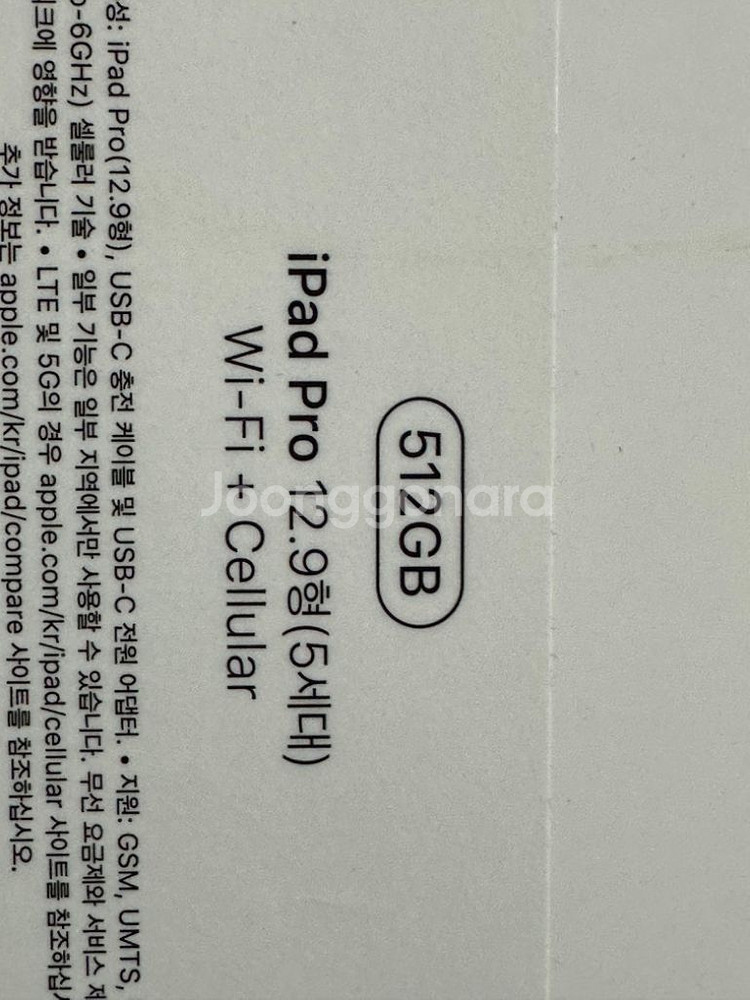 512GB
iPad Pro 12.9형(5세대)
Wi-Fi + Cellular
성: iPad Pro(12.9형), USB-C 충전 케이블 및 USB-C 전원 어댑터. • 지원: GSM, UMTS,
-6GHz) 셀룰러 기술 • 일부 기능은 일부 지역에서만 사용할 수 있습니다. 무선 요금제와 서비스 제
크에 영향을 받습니다. • LTE 및 5G의 경우 apple.com/kr/ipad/cellular 사이트를 참조하십시
추가 정보는 apple.com/kr/ipad/compare 사이트를 참조하십시오.
Joonggonara